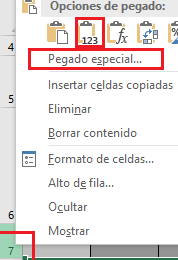 Opciones de pegado:
123
fx
4
Pegado especial...
Insertar celdas copiadas
Eliminar
Borrar contenido
Formato de celdas...
Alto de fila...
6
Ocultar
Mostrar
7